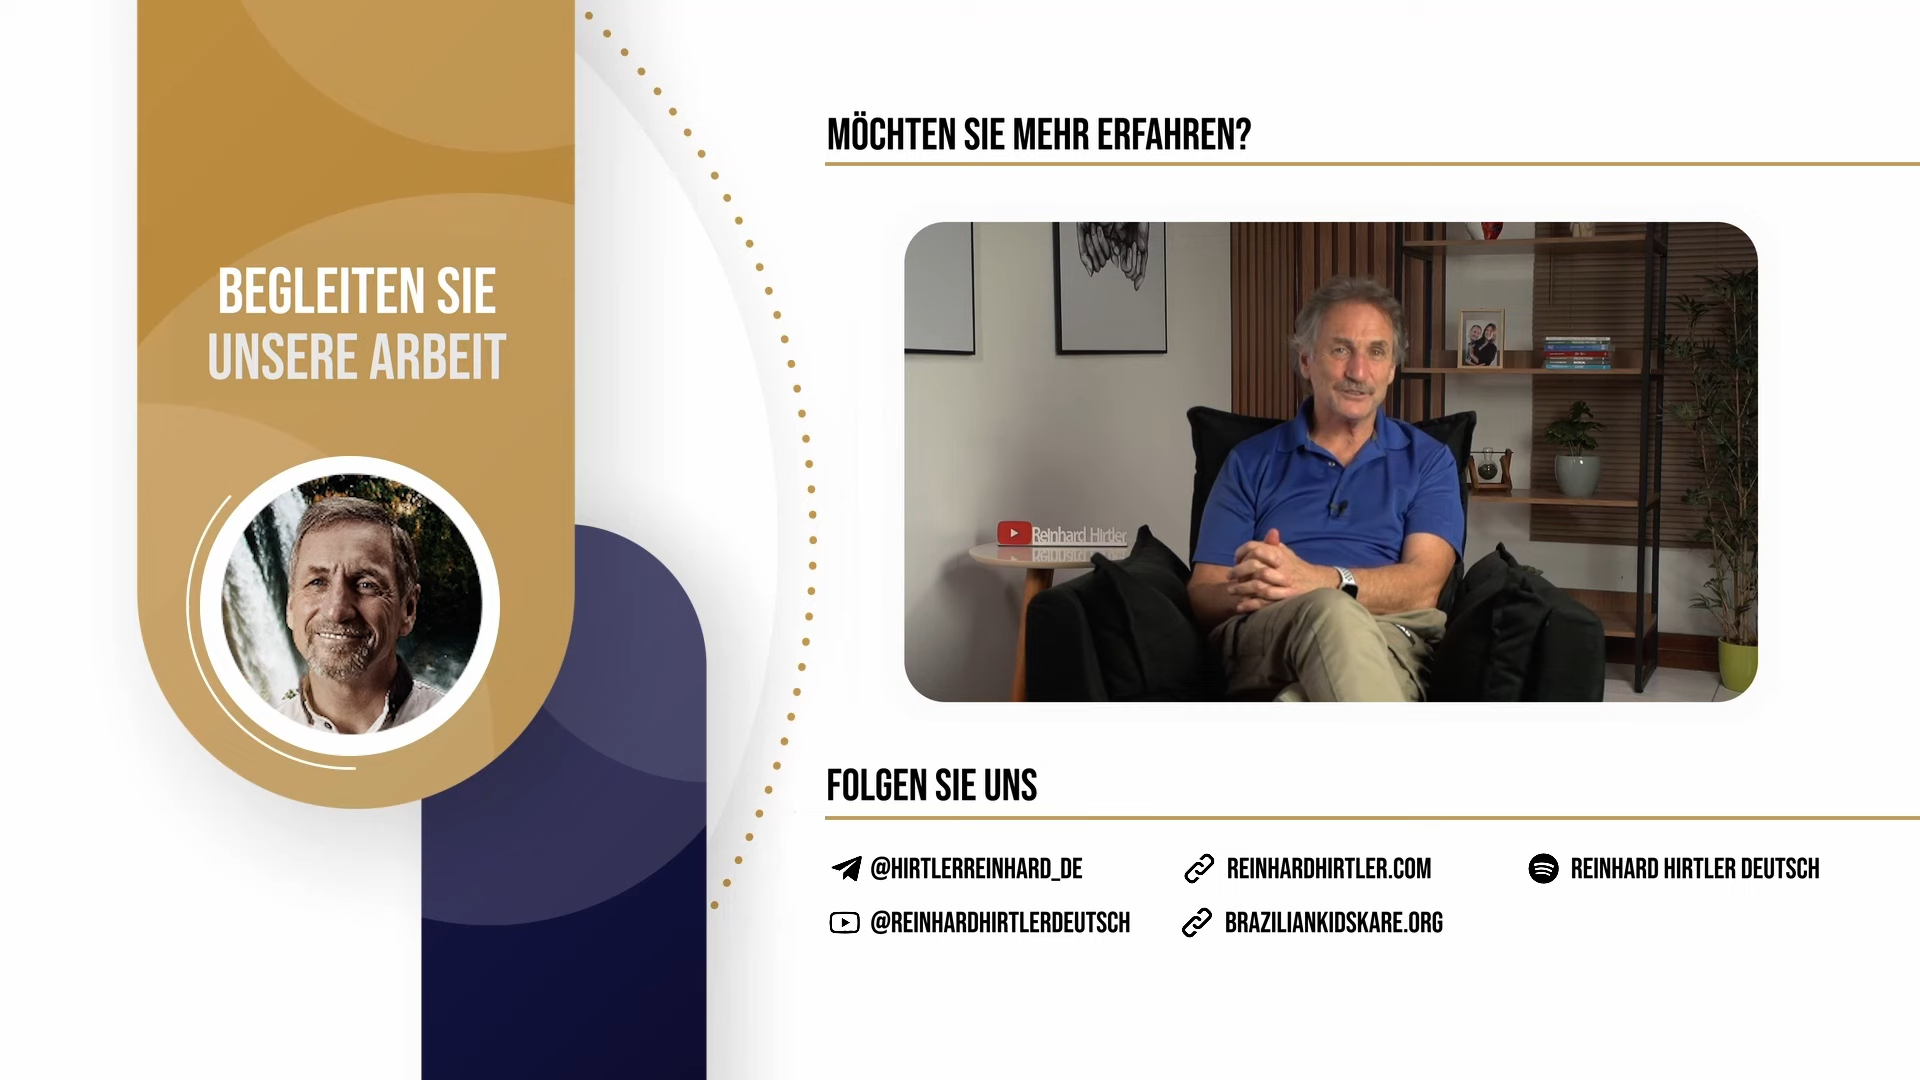 BEGLEITEN SIE
UNSERE ARBEIT
MÖCHTEN SIE MEHR ERFAHREN?
Reinhard Hirtler
FOLGEN SIE UNS
@HIRTLERREINHARD_DE
REINHARDHIRTLER.COM
REINHARD HIRTLER DEUTSCH
@REINHARDHIRTLERDEUTSCH
BRAZILIANKIDSKARE.ORG